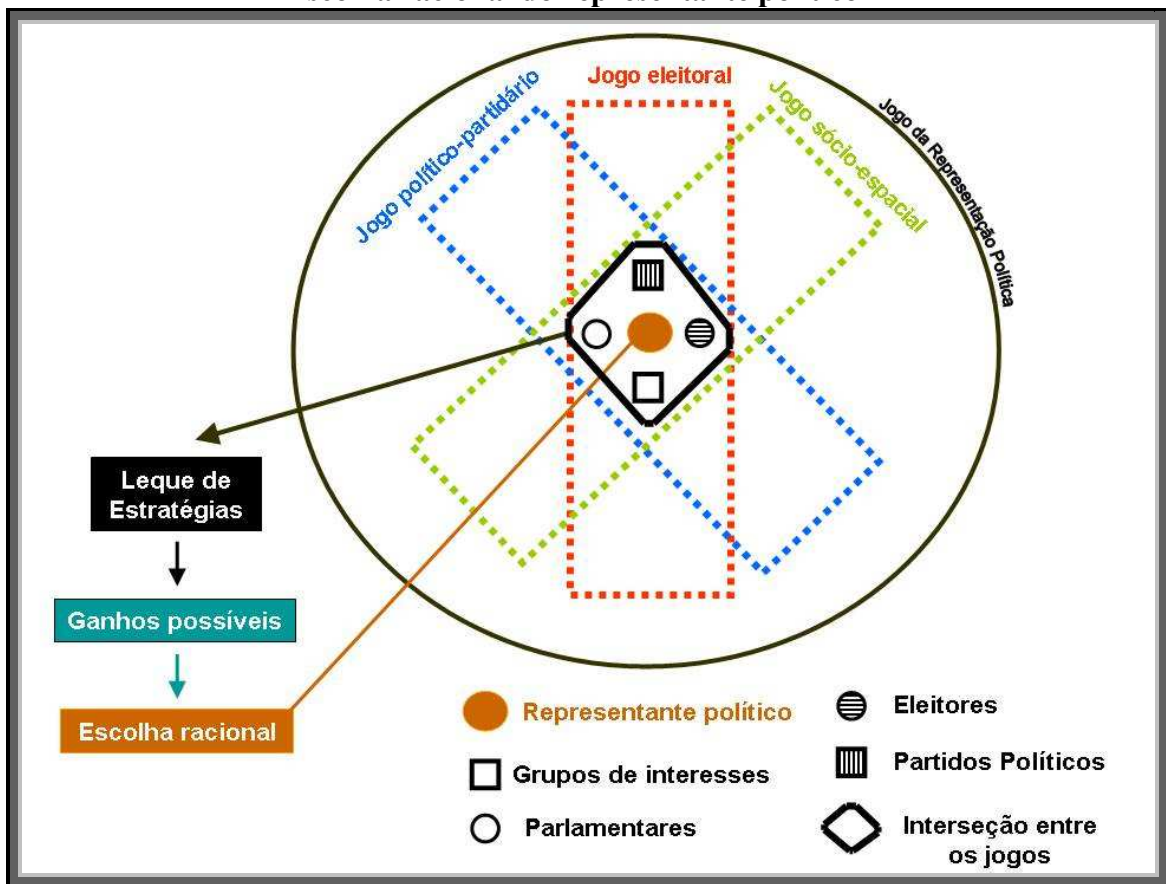 Jogo eleitoral
Jogo político-partidário
Jogo sócio-espacial
Jogo da Representação Política
Leque de
Estratégias
Ganhos possíveis
Escolha racional
Representante político
Grupos de interesses
Parlamentares
Eleitores
Partidos Políticos
Interseção entre
os jogos